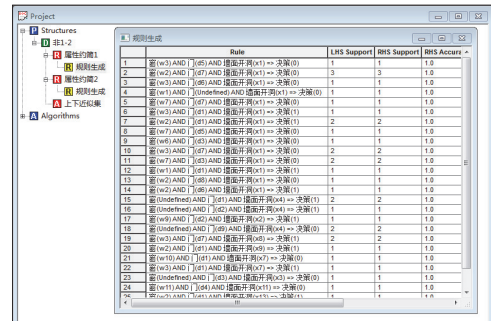 Project
Structures
非1-2
属性约简1
规则生成
属性约简2
规则生成
上下近似集
Algorithms
规则生成
Rule LHS Support RHS Support RHS Accura
1 窗(w3) AND 门(d5) AND 墙面开洞(x1) => 决策(0) 1 1 1.0
2 窗(w2) AND 门(d7) AND 墙面开洞(x1) => 决策(0) 3 3 1.0
3 窗(w3) AND 门(d6) AND 墙面开洞(x1) => 决策(0) 1 1 1.0
4 窗(w1) AND 门(Undefined) AND 墙面开洞(x1) => 决策(0) 1 1 1.0
5 窗(w7) AND 门(d7) AND 墙面开洞(x1) => 决策(0) 1 1 1.0
6 窗(w3) AND 门(d1) AND 墙面开洞(x1) => 决策(1) 1 1 1.0
7 窗(w2) AND 门(d1) AND 墙面开洞(x1) => 决策(1) 2 2 1.0
8 窗(w7) AND 门(d5) AND 墙面开洞(x1) => 决策(0) 1 1 1.0
9 窗(w6) AND 门(d3) AND 墙面开洞(x1) => 决策(0) 1 1 1.0
10 窗(w3) AND 门(d7) AND 墙面开洞(x1) => 决策(0) 2 2 1.0
11 窗(w7) AND 门(d3) AND 墙面开洞(x1) => 决策(0) 2 2 1.0
12 窗(w1) AND 门(d1) AND 墙面开洞(x1) => 决策(0) 1 1 1.0
13 窗(w2) AND 门(d8) AND 墙面开洞(x1) => 决策(0) 1 1 1.0
14 窗(w2) AND 门(d6) AND 墙面开洞(x1) => 决策(0) 1 1 1.0
15 窗(Undefined) AND 门(d1) AND 墙面开洞(x4) => 决策(1) 2 2 1.0
16 窗(Undefined) AND 门(d2) AND 墙面开洞(x4) => 决策(1) 1 1 1.0
17 窗(w9) AND 门(d2) AND 墙面开洞(x2) => 决策(1) 1 1 1.0
18 窗(Undefined) AND 门(d9) AND 墙面开洞(x4) => 决策(0) 2 2 1.0
19 窗(w3) AND 门(d7) AND 墙面开洞(x8) => 决策(1) 2 2 1.0
20 窗(w2) AND 门(d1) AND 墙面开洞(x9) => 决策(1) 1 1 1.0
21 窗(w10) AND 门(d1) AND 墙面开洞(x7) => 决策(0) 1 1 1.0
22 窗(w3) AND 门(d1) AND 墙面开洞(x7) => 决策(1) 1 1 1.0
23 窗(Undefined) AND 门(d3) AND 墙面开洞(x3) => 决策(0) 1 1 1.0
24 窗(w11) AND 门(d4) AND 墙面开洞(x11) => 决策(0) 1 1 1.0